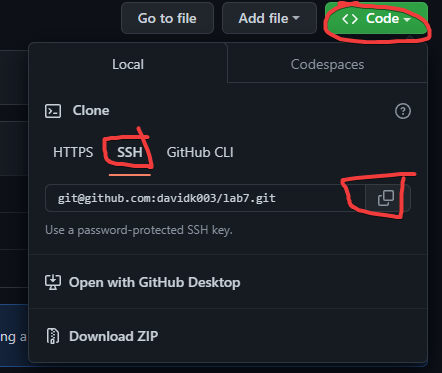 Go to file
Add file
<> Code
Local
Codespaces
Clone
HTTPS
SSH
GitHub CLI
git@github.com:davidk003/lab7.git
Use a password-protected SSH key.
Open with GitHub Desktop
ng a
Download ZIP